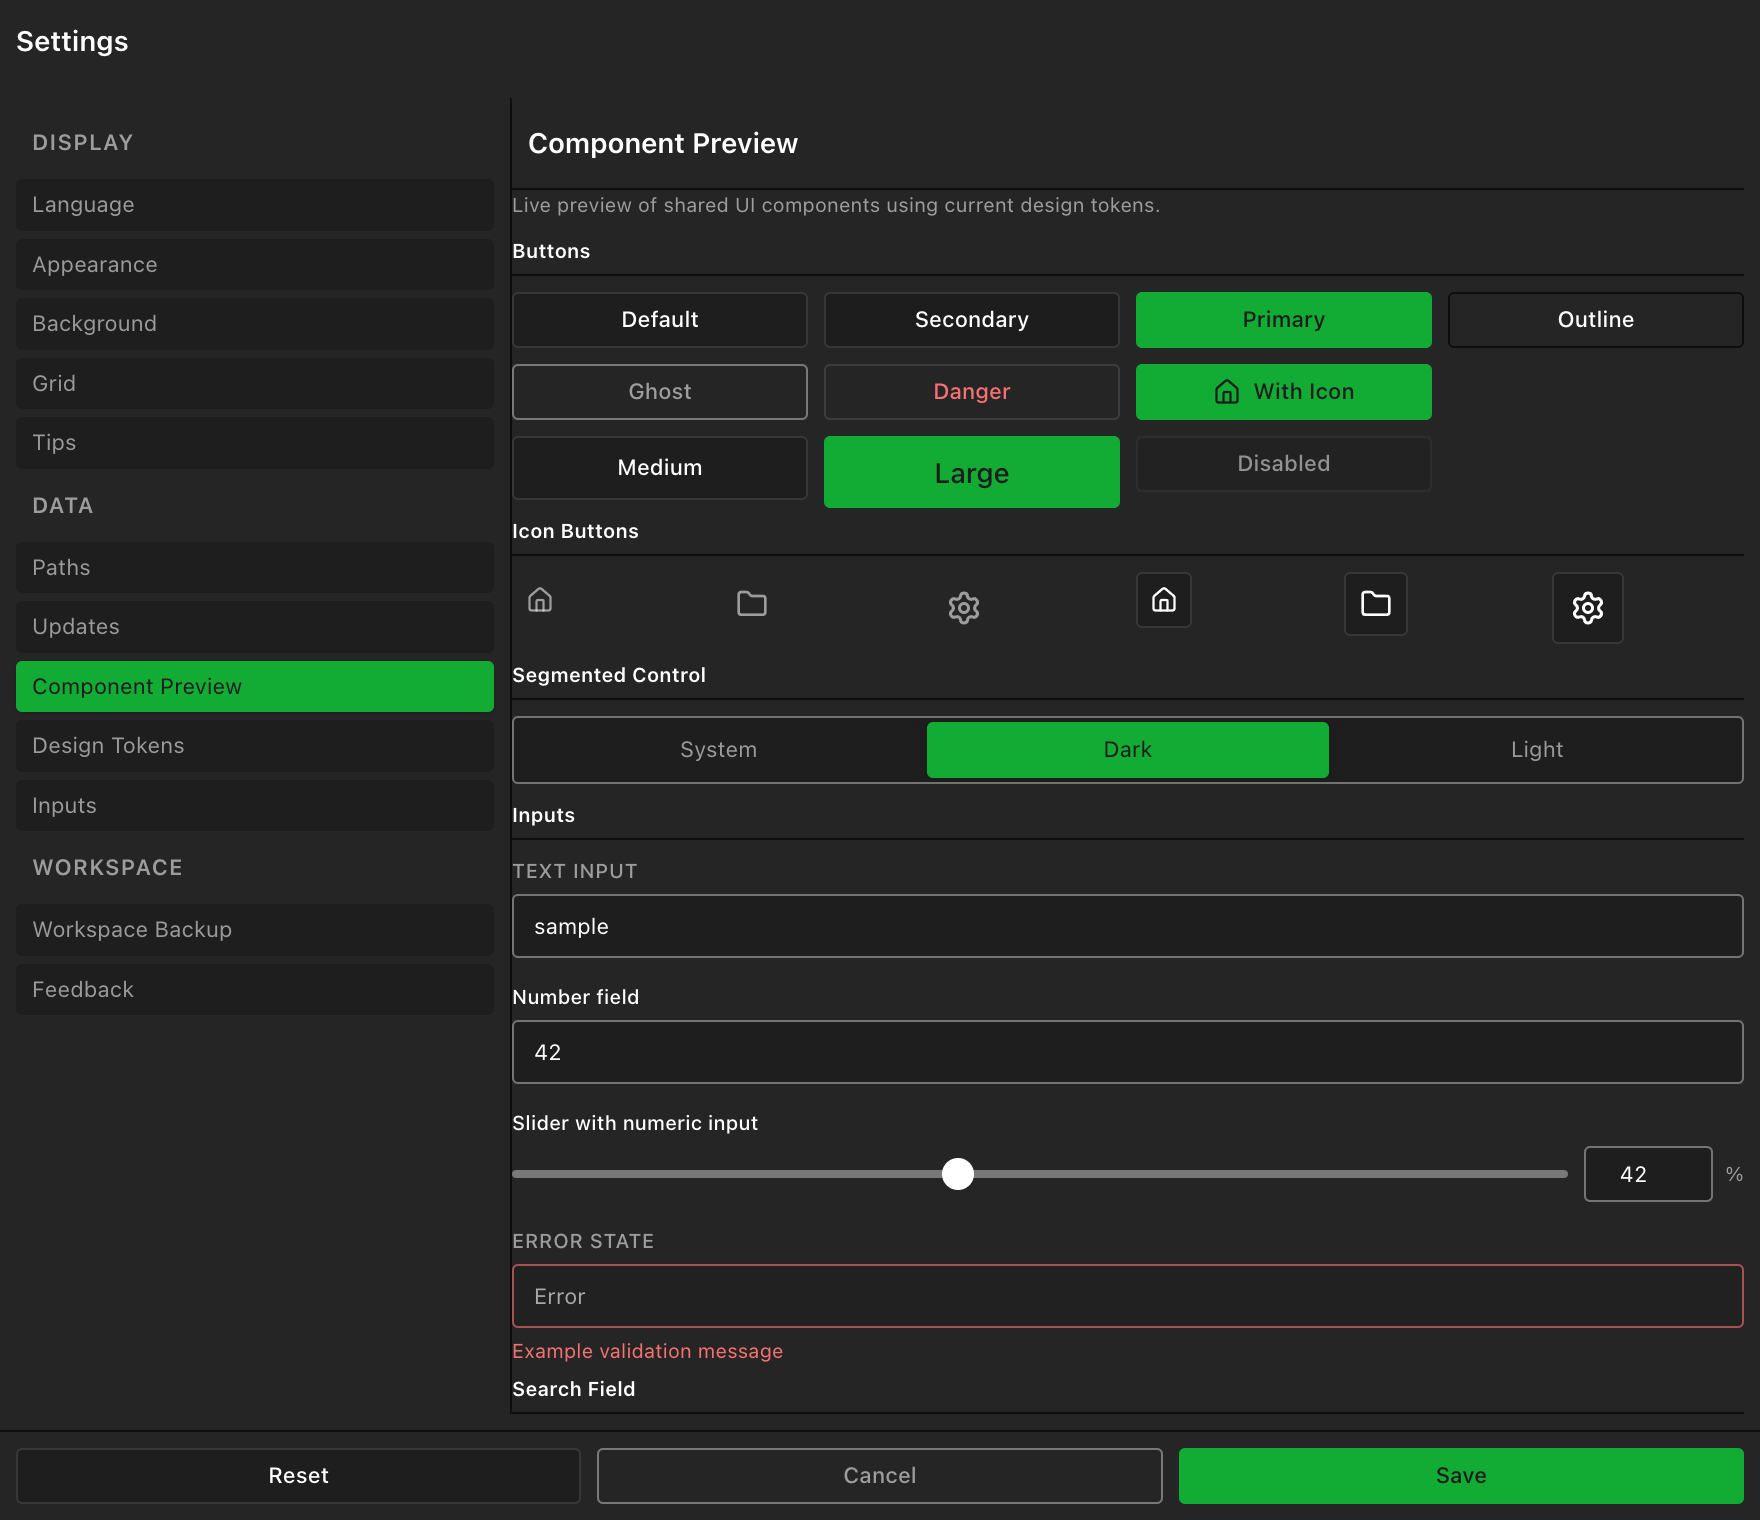 Settings
DISPLAY
Language
Appearance
Background
Grid
Tips
DATA
Paths
Updates
Component Preview
Design Tokens
Inputs
WORKSPACE
Workspace Backup
Feedback
Component Preview
Live preview of shared UI components using current design tokens.
Buttons
Default Secondary Primary Outline
Ghost Danger With Icon
Medium Large Disabled
Icon Buttons
Segmented Control
System Dark Light
Inputs
TEXT INPUT
sample
Number field
42
Slider with numeric input
42 %
ERROR STATE
Error
Example validation message
Search Field
Reset Cancel Save